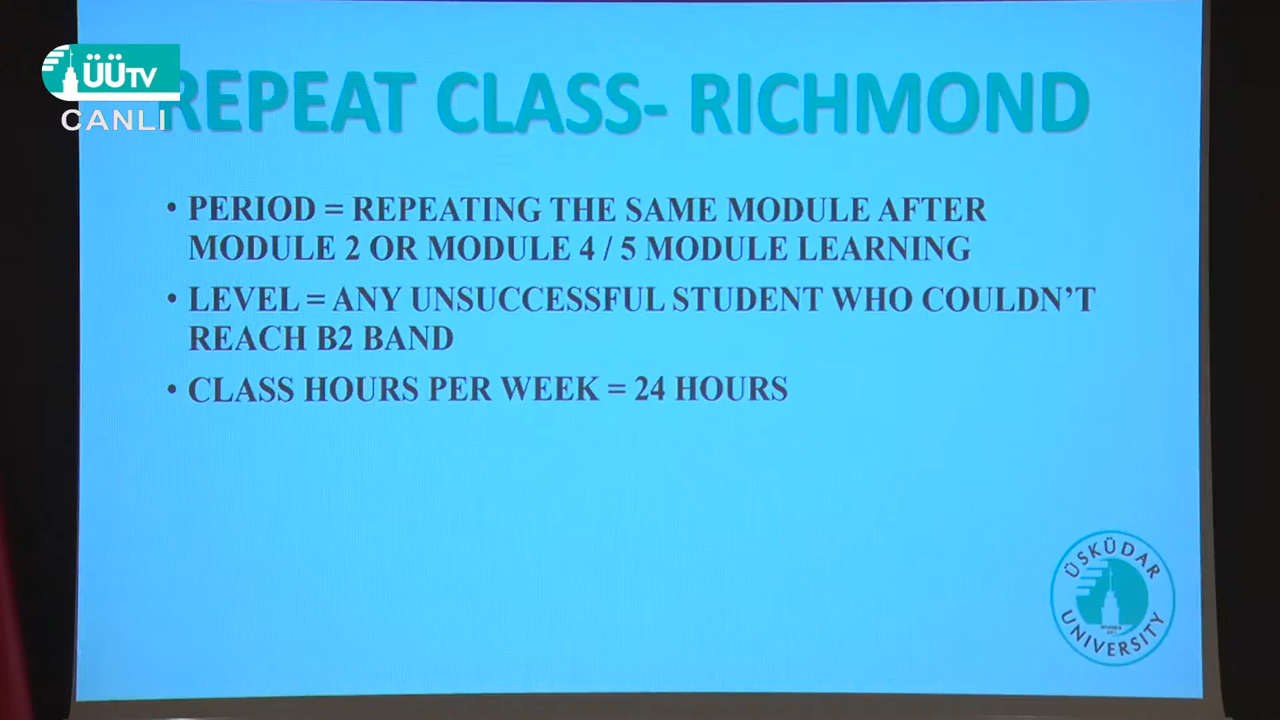 ÜÜTV
CANLI
REPEAT CLASS- RICHMOND
• PERIOD = REPEATING THE SAME MODULE AFTER
MODULE 2 OR MODULE 4 / 5 MODULE LEARNING
• LEVEL = ANY UNSUCCESSFUL STUDENT WHO COULDN’T
REACH B2 BAND
• CLASS HOURS PER WEEK = 24 HOURS
ÜSKÜDAR
UNIVERSITY